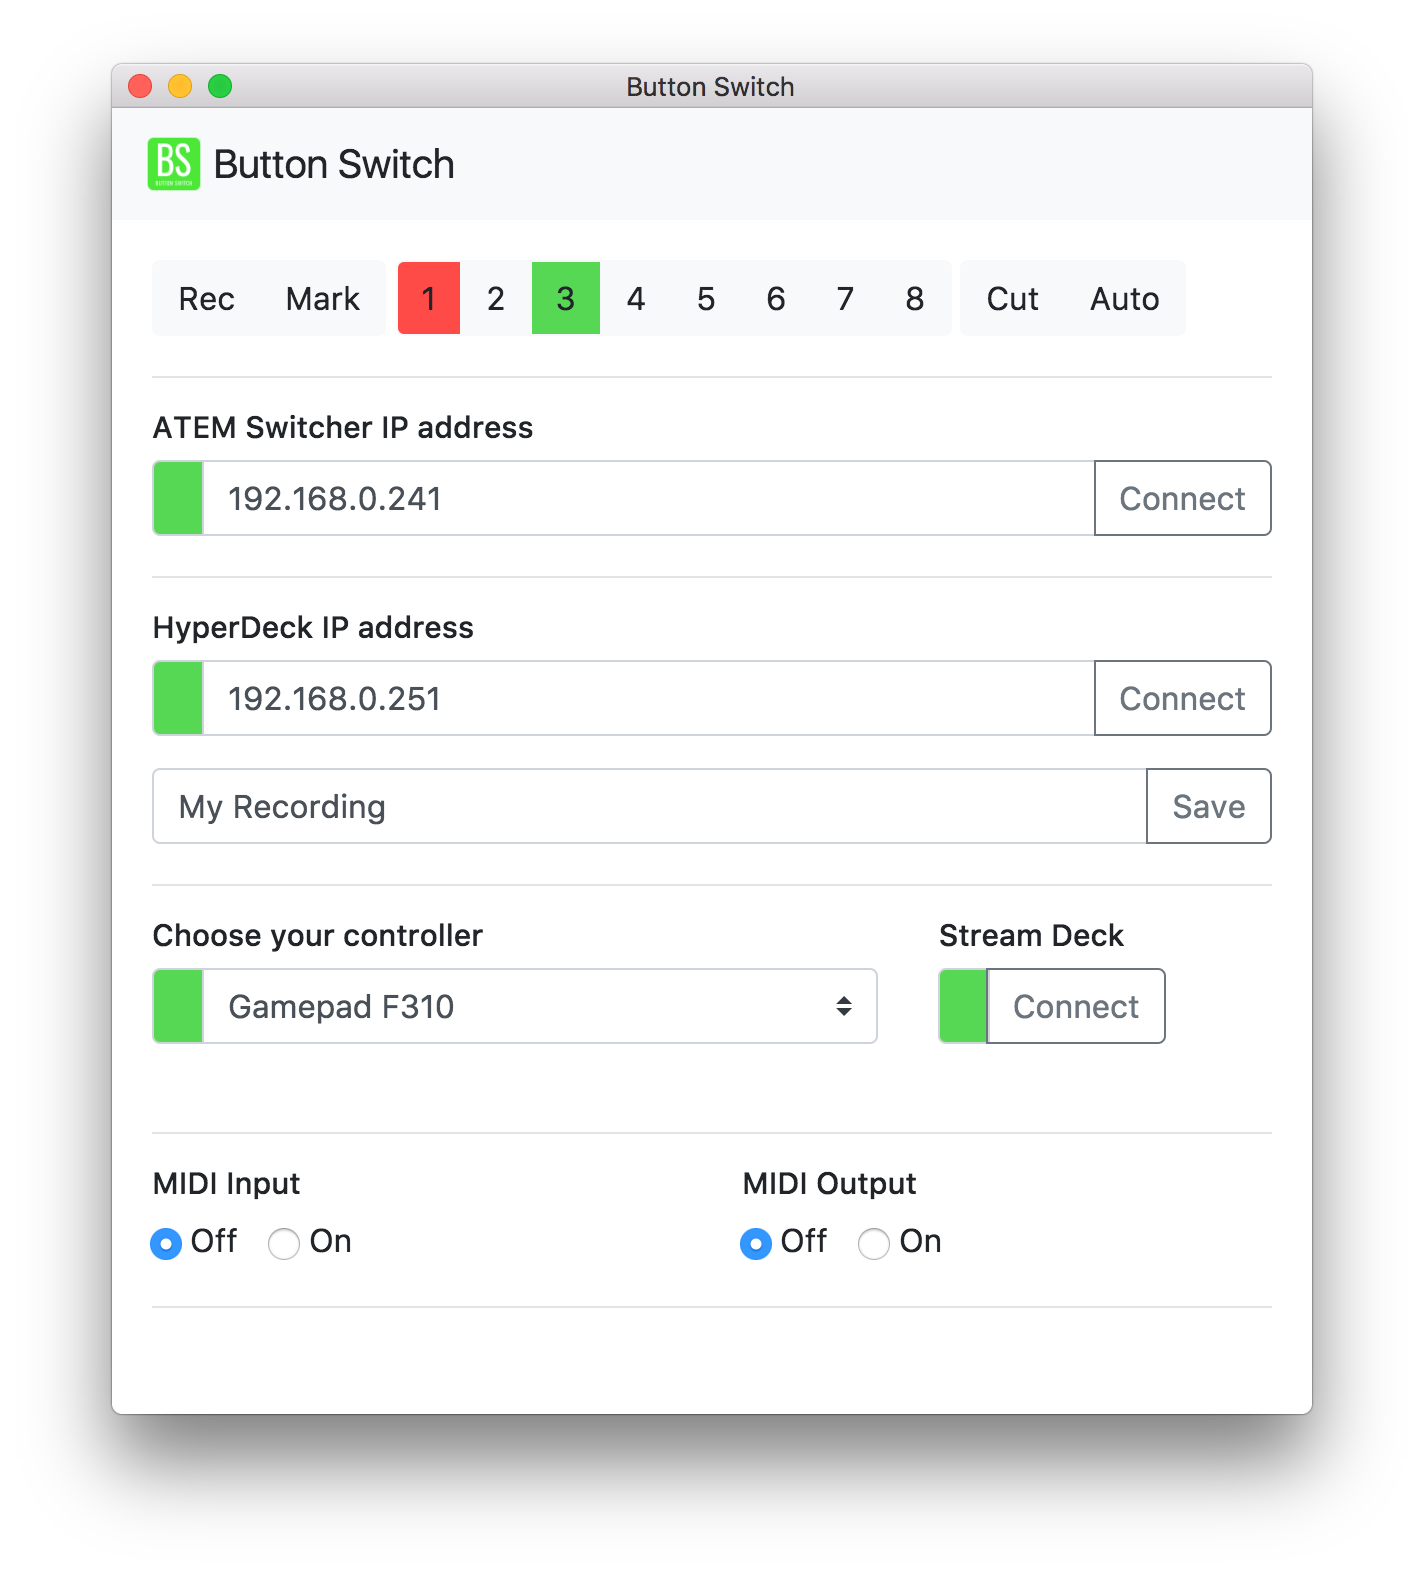 Button Switch
BS
BUTTON SWITCH
Button Switch
Rec Mark 1 2 3 4 5 6 7 8 Cut Auto
ATEM Switcher IP address
192.168.0.241 Connect
HyperDeck IP address
192.168.0.251 Connect
My Recording Save
Choose your controller Stream Deck
Gamepad F310 Connect
MIDI Input MIDI Output
Off On Off On